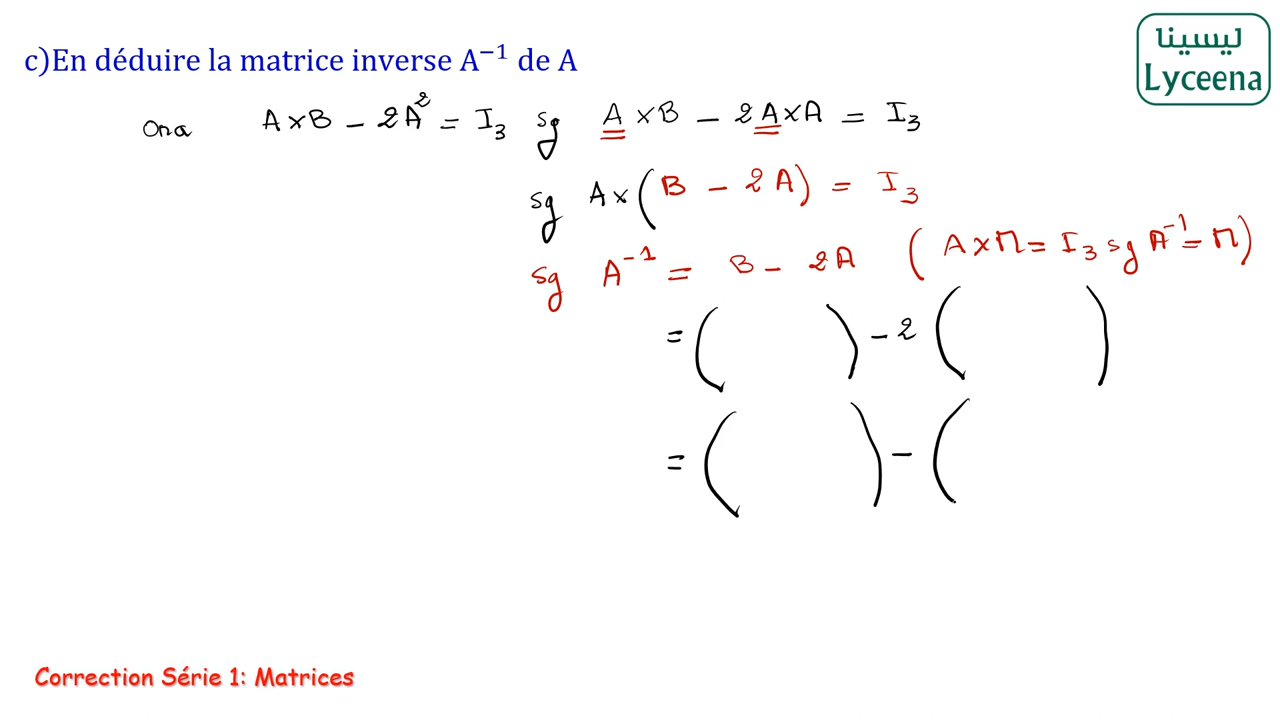 ليسينا
Lyceena
c)En déduire la matrice inverse A⁻¹ de A
On a A×B − 2A² = I₃ sg A×B − 2A×A = I₃
sg A×(B − 2A) = I₃
sg A⁻¹ = B − 2A (A×M = I₃ sg A⁻¹ = M)
= ( ) − 2 ( )
= ( ) − (
Correction Série 1: Matrices